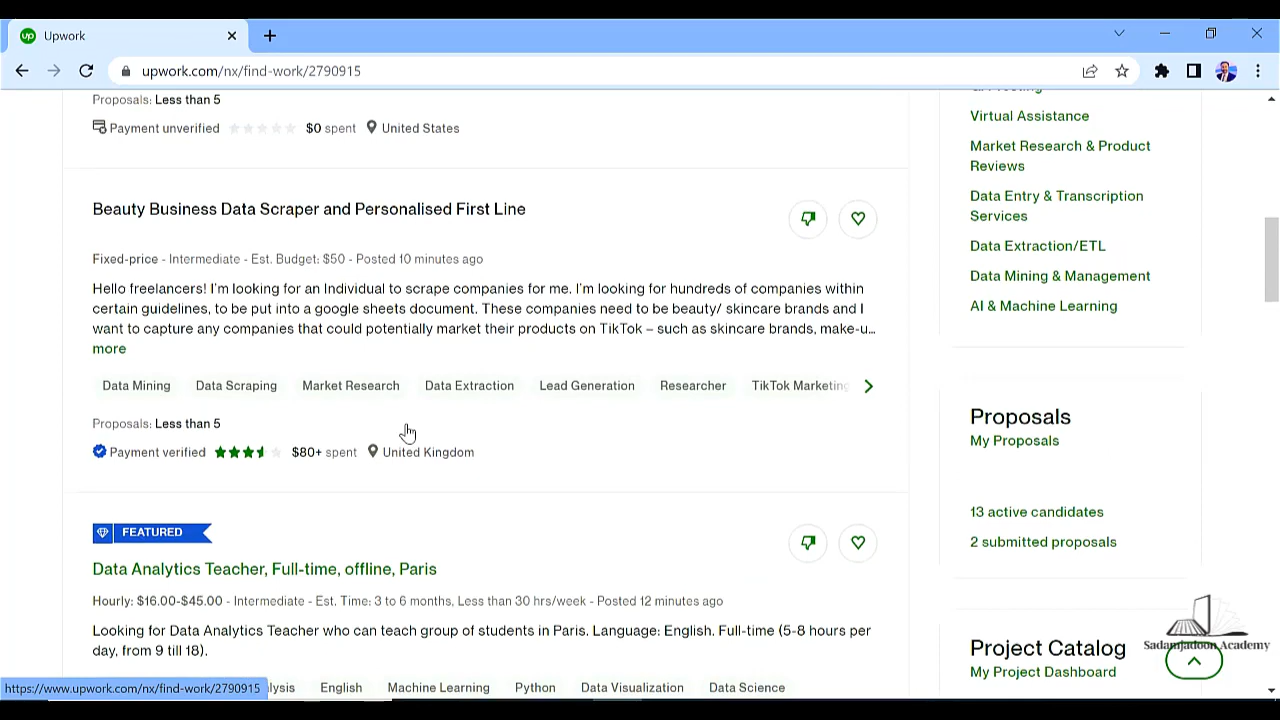 up Upwork
upwork.com/nx/find-work/2790915
Proposals: Less than 5
Payment unverified $0 spent United States
Beauty Business Data Scraper and Personalised First Line
Fixed-price - Intermediate - Est. Budget: $50 - Posted 10 minutes ago
Hello freelancers! I'm looking for an Individual to scrape companies for me. I'm looking for hundreds of companies within
certain guidelines, to be put into a google sheets document. These companies need to be beauty/ skincare brands and I
want to capture any companies that could potentially market their products on TikTok – such as skincare brands, make-u...
more
Data Mining Data Scraping Market Research Data Extraction Lead Generation Researcher TikTok Marketing
Proposals: Less than 5
Payment verified $80+ spent United Kingdom
FEATURED
Data Analytics Teacher, Full-time, offline, Paris
Hourly: $16.00-$45.00 - Intermediate - Est. Time: 3 to 6 months, Less than 30 hrs/week - Posted 12 minutes ago
Looking for Data Analytics Teacher who can teach group of students in Paris. Language: English. Full-time (5-8 hours per
day, from 9 till 18).
alysis English Machine Learning Python Data Visualization Data Science
https://www.upwork.com/nx/find-work/2790915
Virtual Assistance
Market Research & Product
Reviews
Data Entry & Transcription
Services
Data Extraction/ETL
Data Mining & Management
AI & Machine Learning
Proposals
My Proposals
13 active candidates
2 submitted proposals
Project Catalog
My Project Dashboard
Sadamjadoon Academy